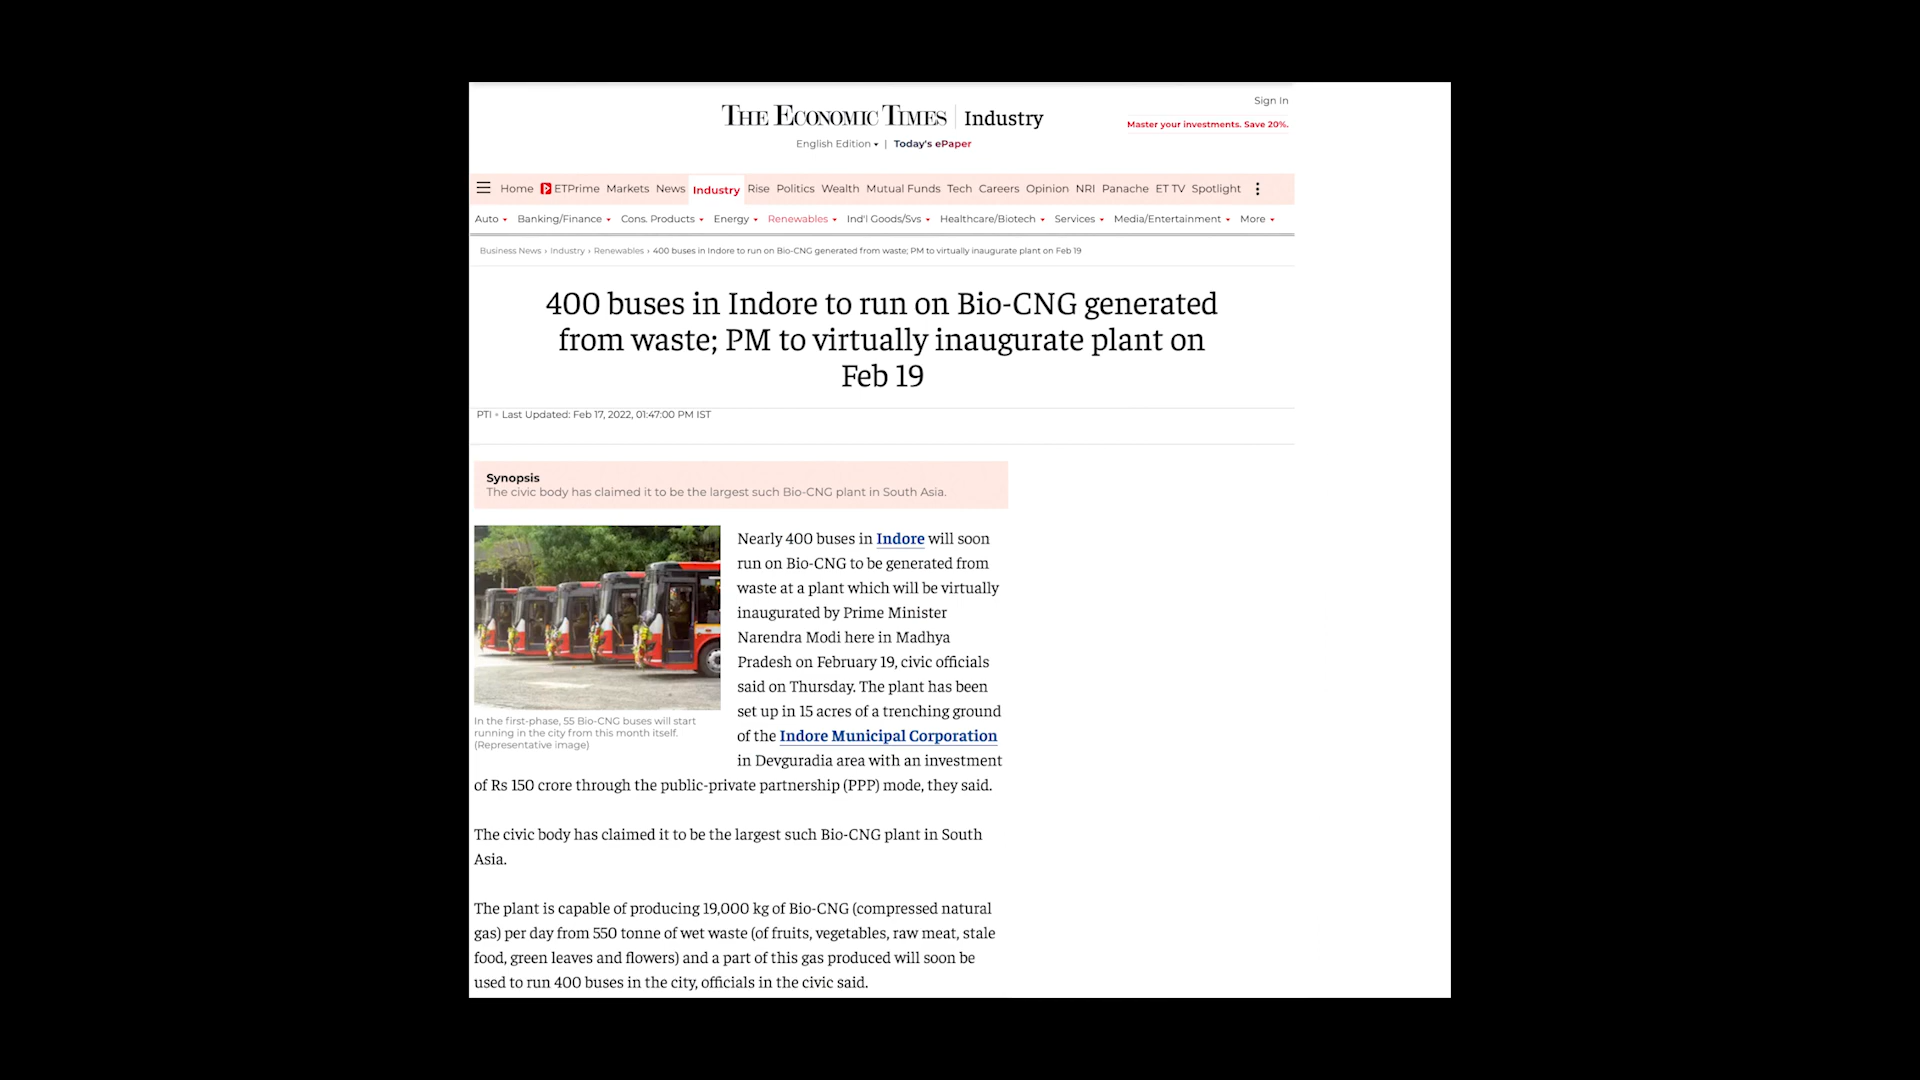 Sign In
THE ECONOMIC TIMES | Industry
Master your investments. Save 20%.
English Edition | Today's ePaper
Home ETPrime Markets News Industry Rise Politics Wealth Mutual Funds Tech Careers Opinion NRI Panache ET TV Spotlight
Auto Banking/Finance Cons. Products Energy Renewables Ind'l Goods/Svs Healthcare/Biotech Services Media/Entertainment More
Business News › Industry › Renewables › 400 buses in Indore to run on Bio-CNG generated from waste; PM to virtually inaugurate plant on Feb 19
400 buses in Indore to run on Bio-CNG generated
from waste; PM to virtually inaugurate plant on
Feb 19
PTI • Last Updated: Feb 17, 2022, 01:47:00 PM IST
Synopsis
The civic body has claimed it to be the largest such Bio-CNG plant in South Asia.
In the first-phase, 55 Bio-CNG buses will start
running in the city from this month itself.
(Representative image)
Nearly 400 buses in Indore will soon
run on Bio-CNG to be generated from
waste at a plant which will be virtually
inaugurated by Prime Minister
Narendra Modi here in Madhya
Pradesh on February 19, civic officials
said on Thursday. The plant has been
set up in 15 acres of a trenching ground
of the Indore Municipal Corporation
in Devguradia area with an investment
of Rs 150 crore through the public-private partnership (PPP) mode, they said.
The civic body has claimed it to be the largest such Bio-CNG plant in South
Asia.
The plant is capable of producing 19,000 kg of Bio-CNG (compressed natural
gas) per day from 550 tonne of wet waste (of fruits, vegetables, raw meat, stale
food, green leaves and flowers) and a part of this gas produced will soon be
used to run 400 buses in the city, officials in the civic said.